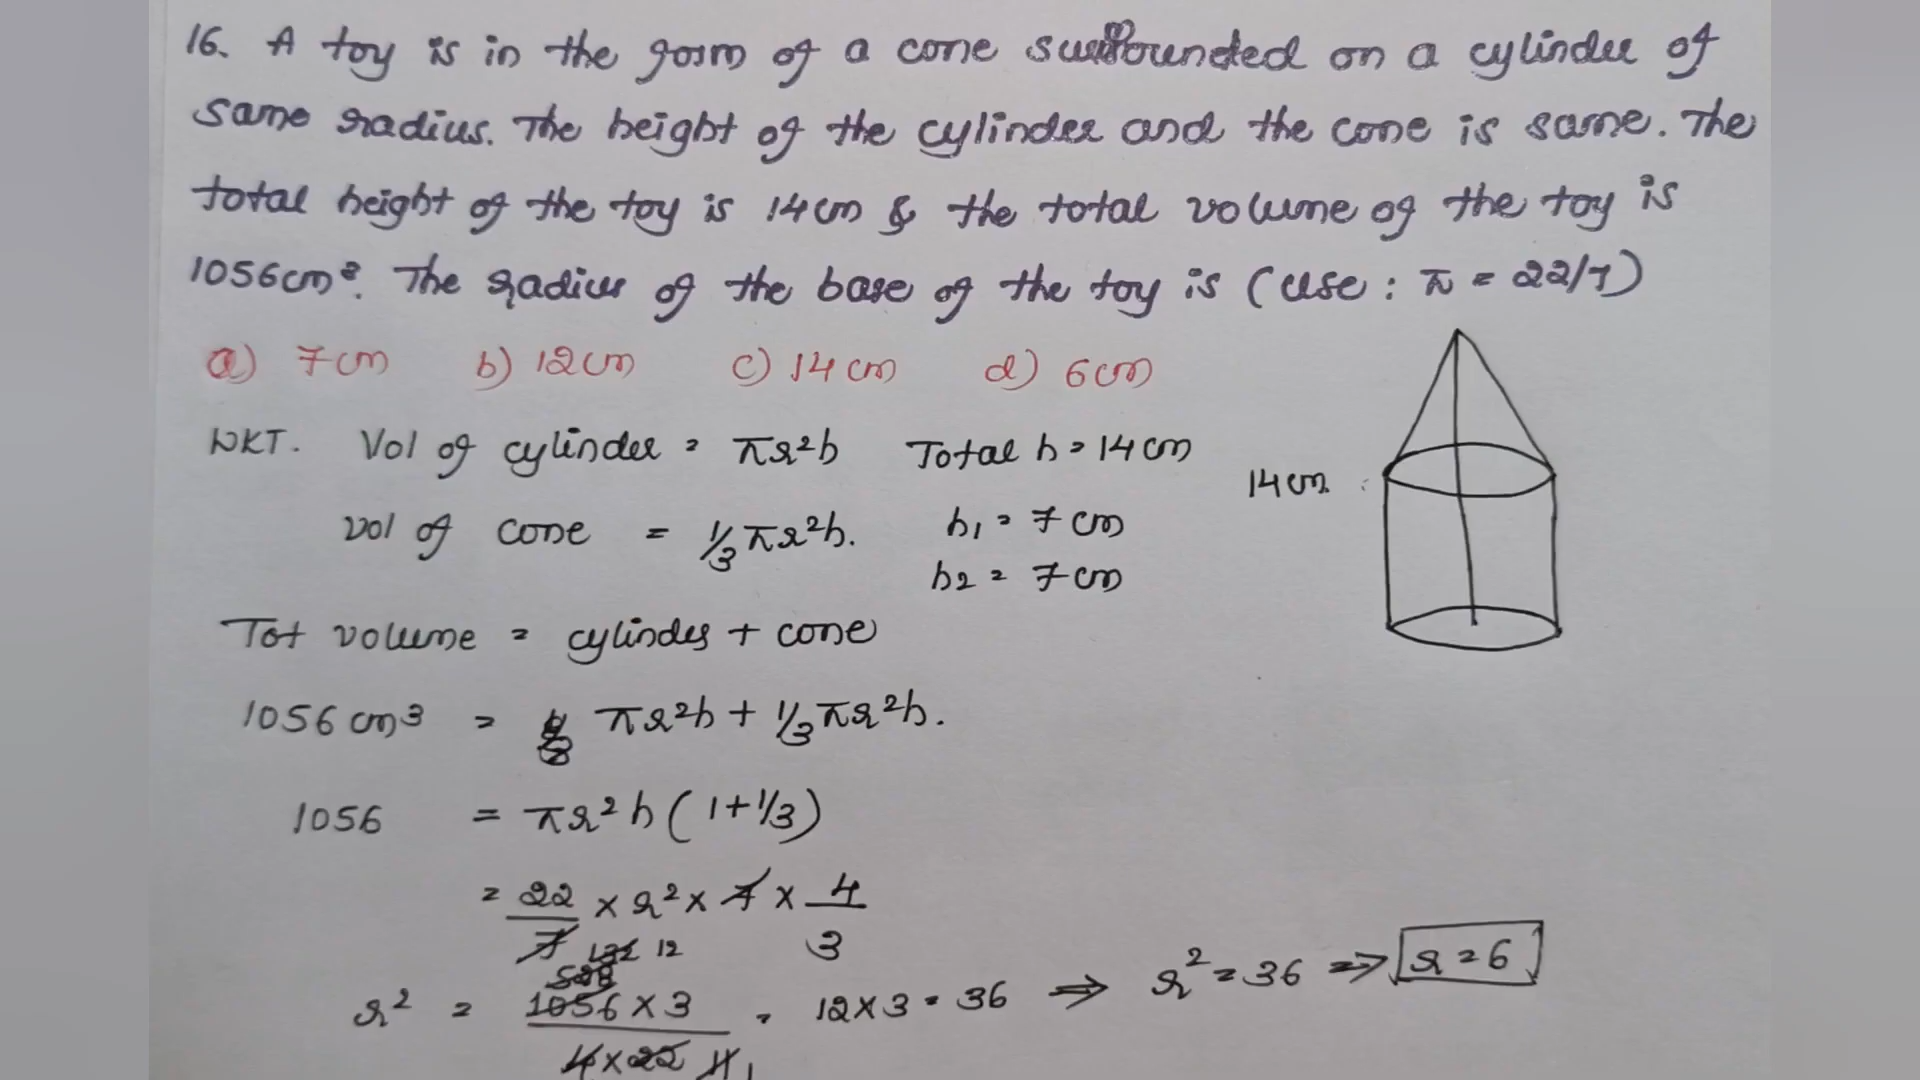 16. A toy is in the form of a cone surrounded on a cylinder of
same radius. The height of the cylinder and the cone is same. The
total height of the toy is 14cm & the total volume of the toy is
1056cm³. The radius of the base of the toy is (use: π = 22/7)
a) 7cm b) 12cm c) 14cm d) 6cm
WKT. Vol of cylinder = πr²h Total h = 14cm
14cm
Vol of cone = 1/3 πr²h. h1 = 7cm
h2 = 7cm
Tot volume = cylinder + cone
1056 cm³ = πr²h + 1/3 πr²h.
1056 = πr²h (1+1/3)
= 22/7 × r² × 7 × 4/3
132 12
528
r² = 1056 × 3 / 4×22 11 1 = 12×3 = 36 ⇒ r² = 36 ⇒ r = 6